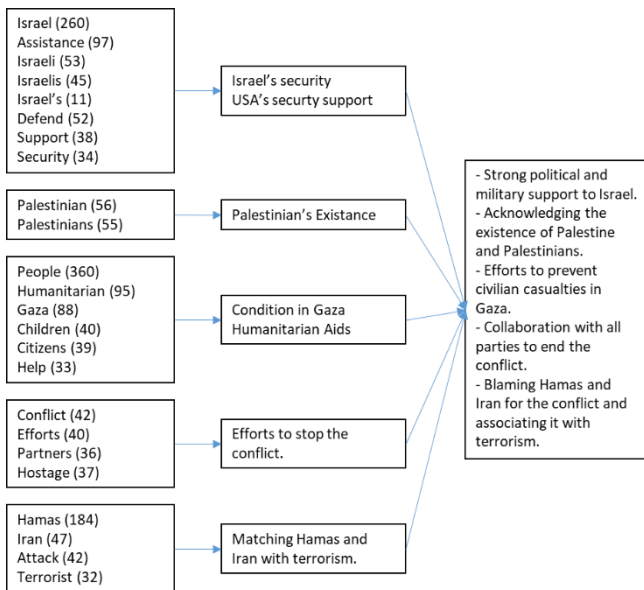 Israel (260)
Assistance (97)
Israeli (53)
Israelis (45)
Israel's (11)
Defend (52)
Support (38)
Security (34)
Israel's security
USA's securty support
Palestinian (56)
Palestinians (55)
Palestinian's Existance
People (360)
Humanitarian (95)
Gaza (88)
Children (40)
Citizens (39)
Help (33)
Condition in Gaza
Humanitarian Aids
Conflict (42)
Efforts (40)
Partners (36)
Hostage (37)
Efforts to stop the
conflict.
Hamas (184)
Iran (47)
Attack (42)
Terrorist (32)
Matching Hamas and
Iran with terrorism.
- Strong political and
military support to Israel.
- Acknowledging the
existence of Palestine
and Palestinians.
- Efforts to prevent
civilian casualties in
Gaza.
- Collaboration with all
parties to end the
conflict.
- Blaming Hamas and
Iran for the conflict and
associating it with
terrorism.